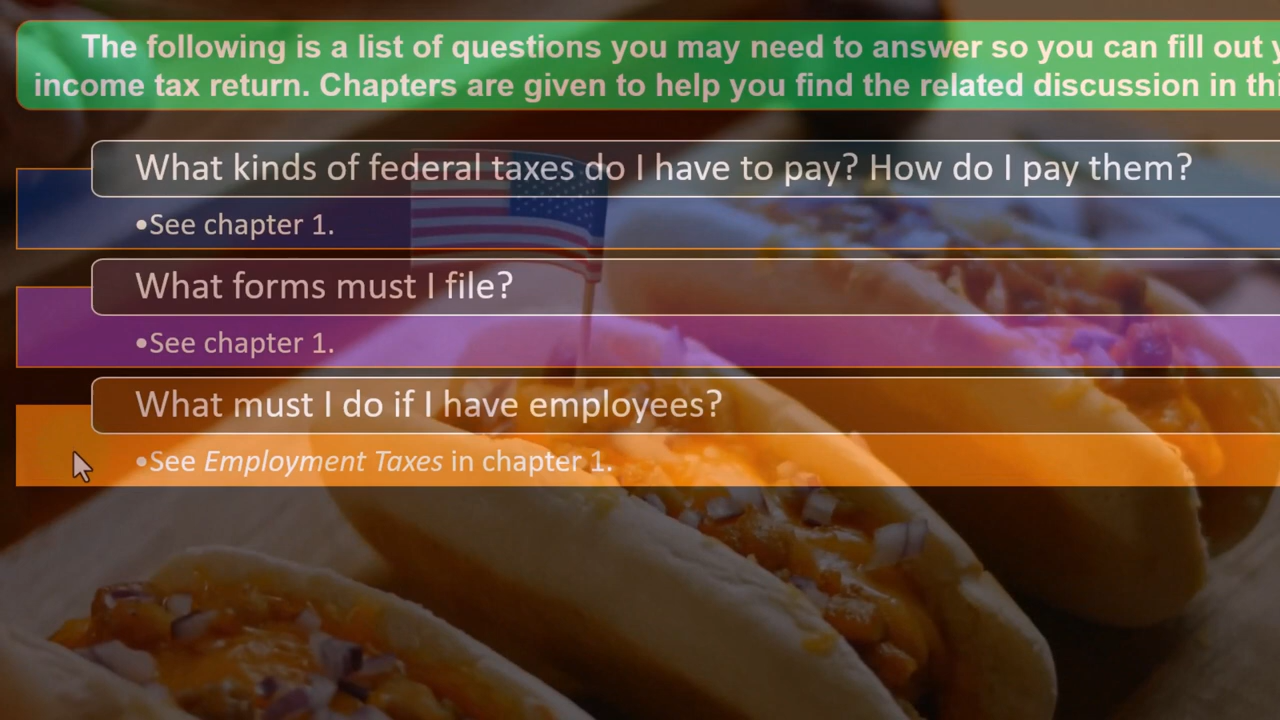 The following is a list of questions you may need to answer so you can fill out
income tax return. Chapters are given to help you find the related discussion in
What kinds of federal taxes do I have to pay? How do I pay them?
•See chapter 1.
What forms must I file?
•See chapter 1.
What must I do if I have employees?
•See Employment Taxes in chapter 1.